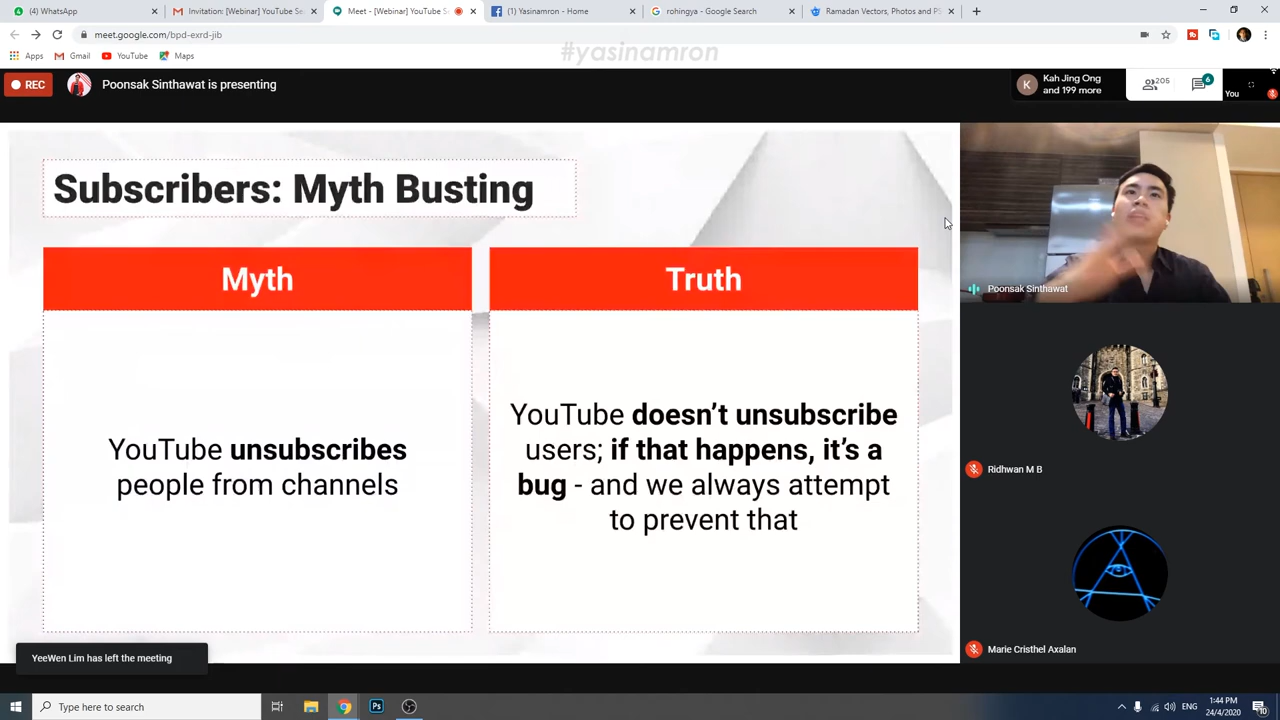 (4) WhatsApp
Invitation: [Webinar] YouTube Se
Meet - [Webinar] YouTube S
(1) Yasinamron - Home
rohingya - Google Search
Ramadan Vectors, Photos and PS
meet.google.com/bpd-exrd-jib
Apps
Gmail
YouTube
Maps
#yasinamron
REC
Poonsak Sinthawat is presenting
K
Kah Jing Ong
and 199 more
205
6
You
Subscribers: Myth Busting
Myth
Truth
YouTube unsubscribes
people from channels
YouTube doesn’t unsubscribe
users; if that happens, it’s a
bug - and we always attempt
to prevent that
Poonsak Sinthawat
Ridhwan M B
Marie Cristhel Axalan
YeeWen Lim has left the meeting
Type here to search
Ps
ENG
1:44 PM
24/4/2020
10